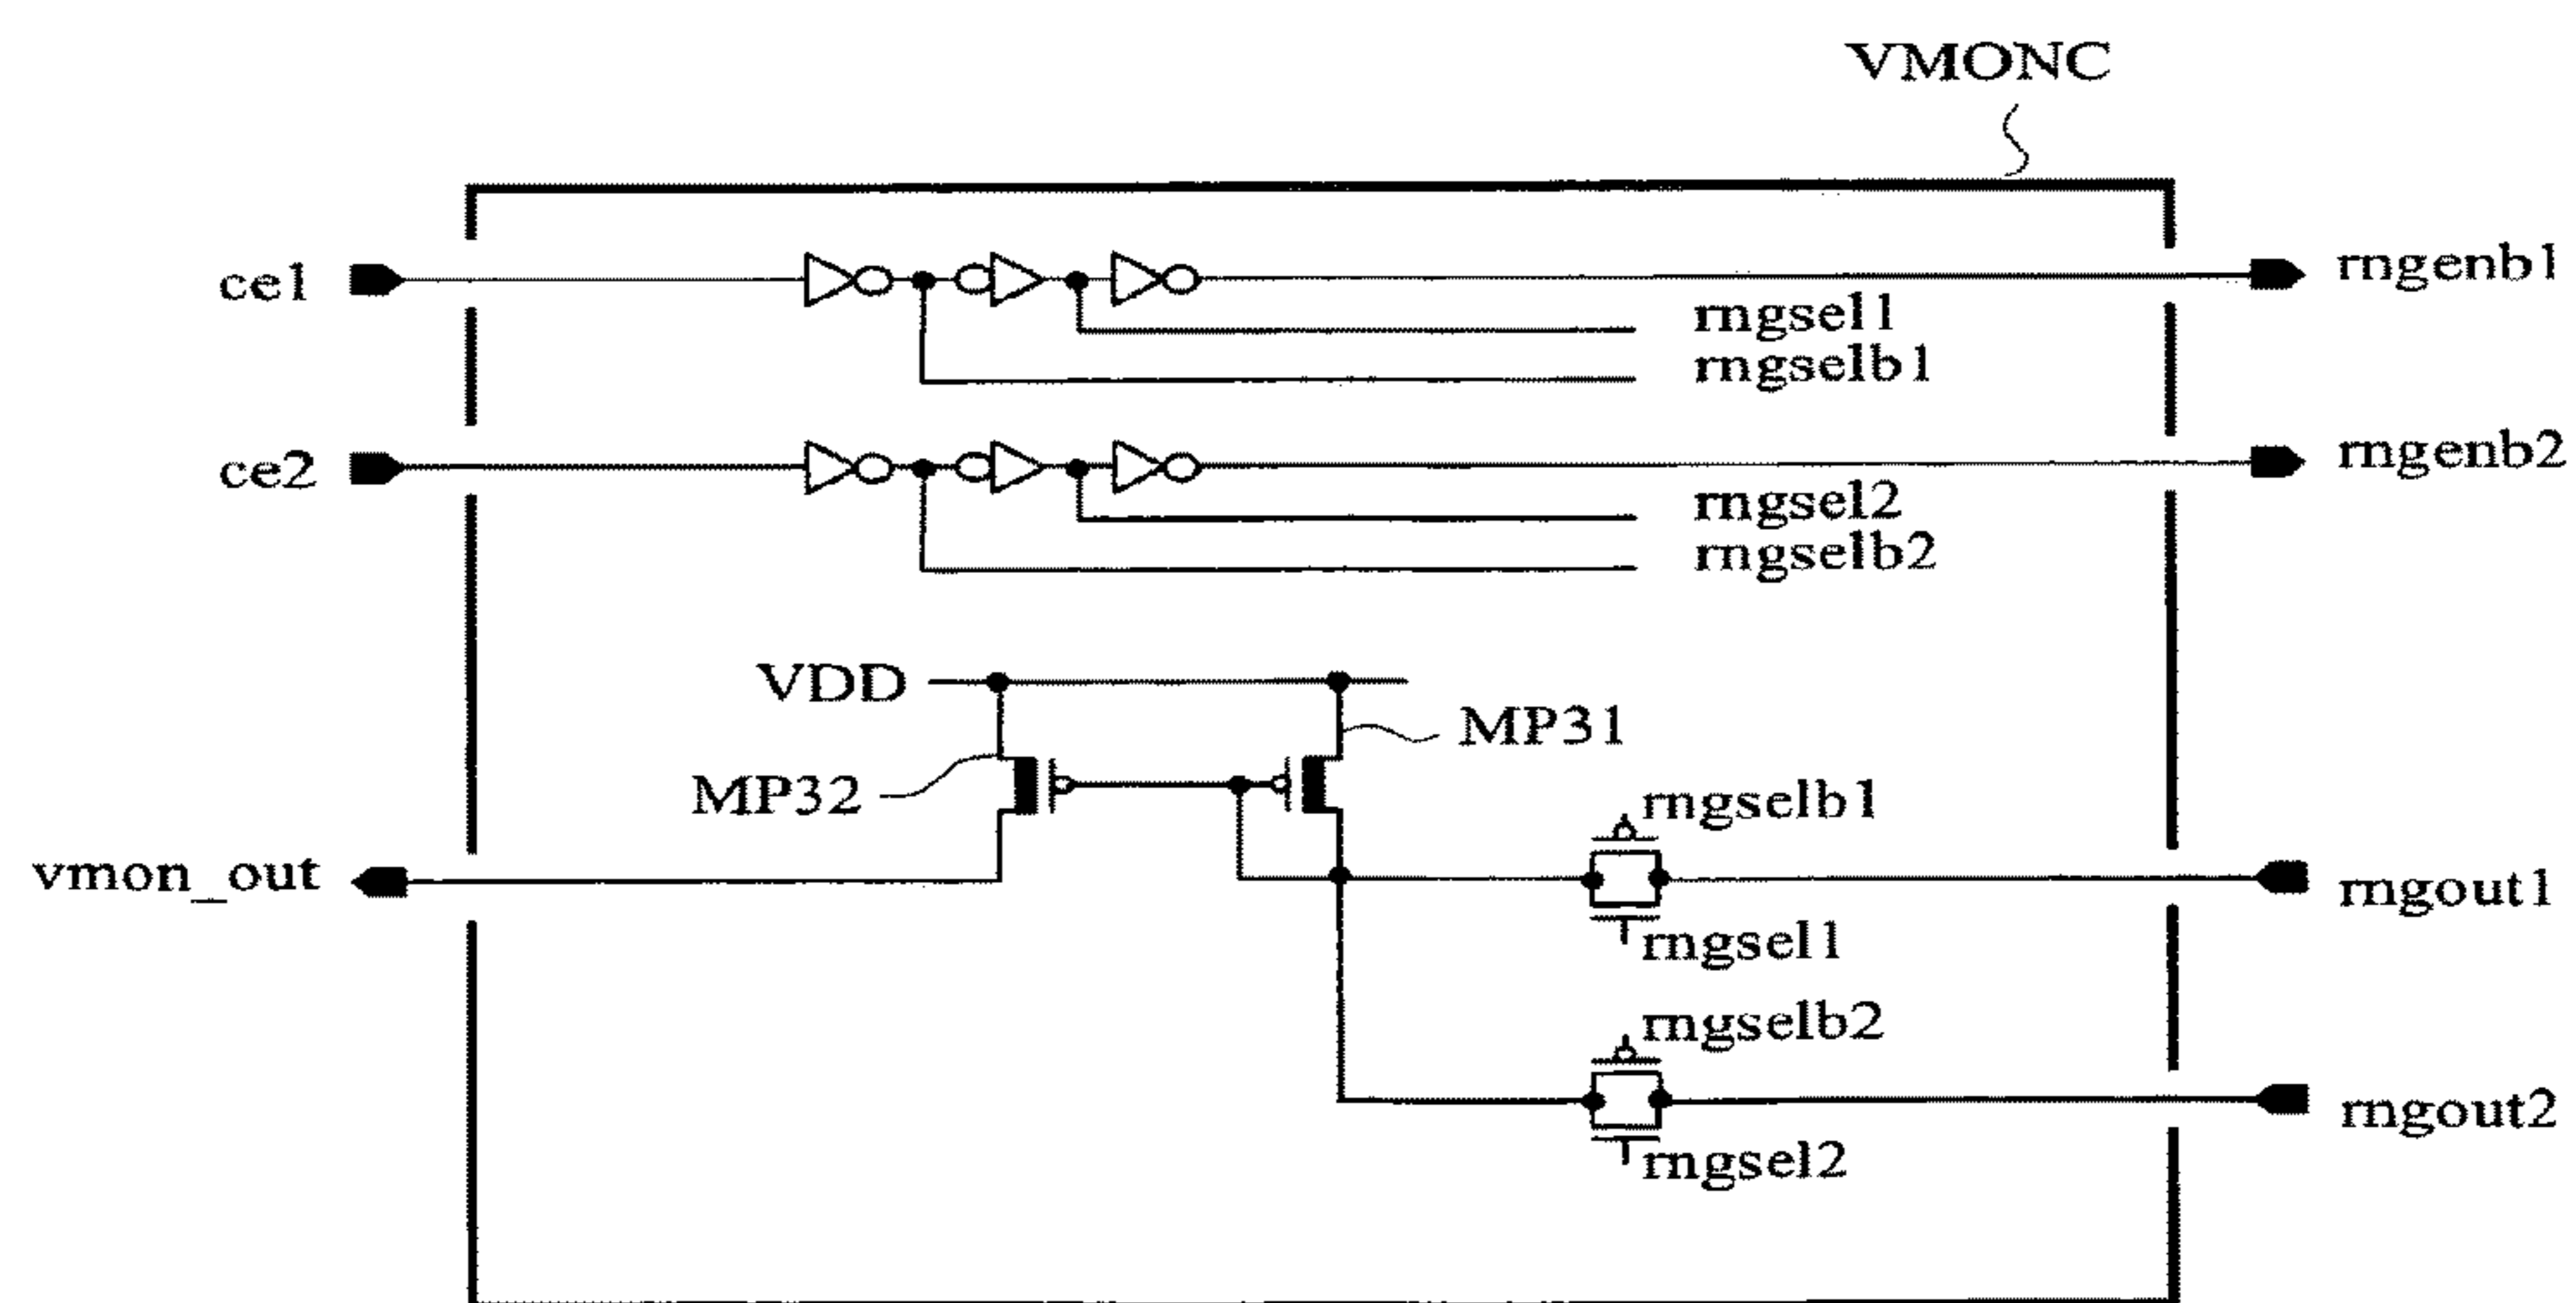 VMONC
ce1
rngenb1
rngsel1
rngselb1
ce2
rngenb2
rngsel2
rngselb2
VDD
MP31
MP32
rngselb1
vmon_out
rngout1
rngsel1
rngselb2
rngout2
rngsel2